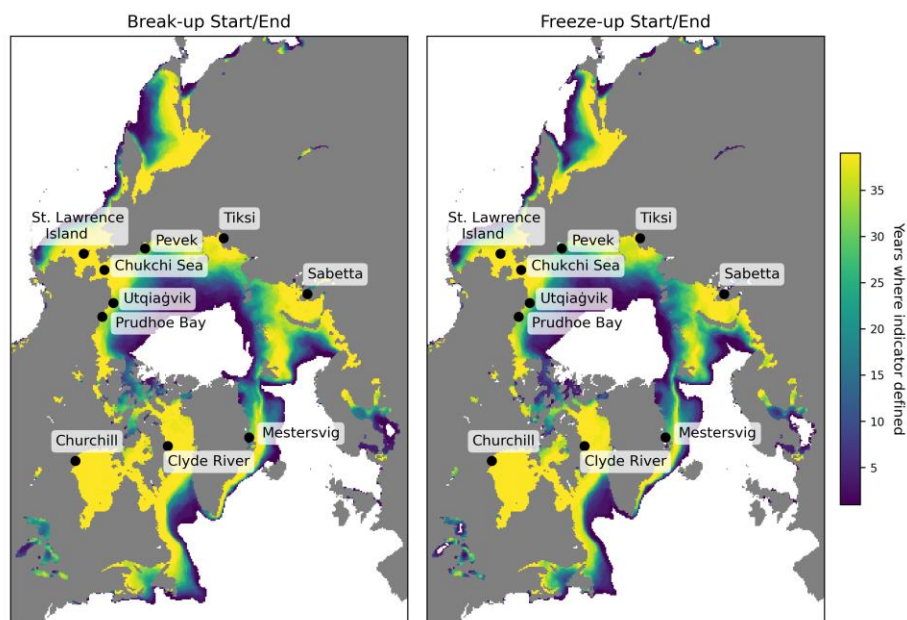 Break-up Start/End
St. Lawrence
Island
Pevek
Tiksi
Chukchi Sea
Sabetta
Utqiaġvik
Prudhoe Bay
Churchill
Mestersvig
Clyde River
Freeze-up Start/End
St. Lawrence
Island
Pevek
Tiksi
Chukchi Sea
Sabetta
Utqiaġvik
Prudhoe Bay
Churchill
Mestersvig
Clyde River
35
30
25
20
15
10
5
Years where indicator defined